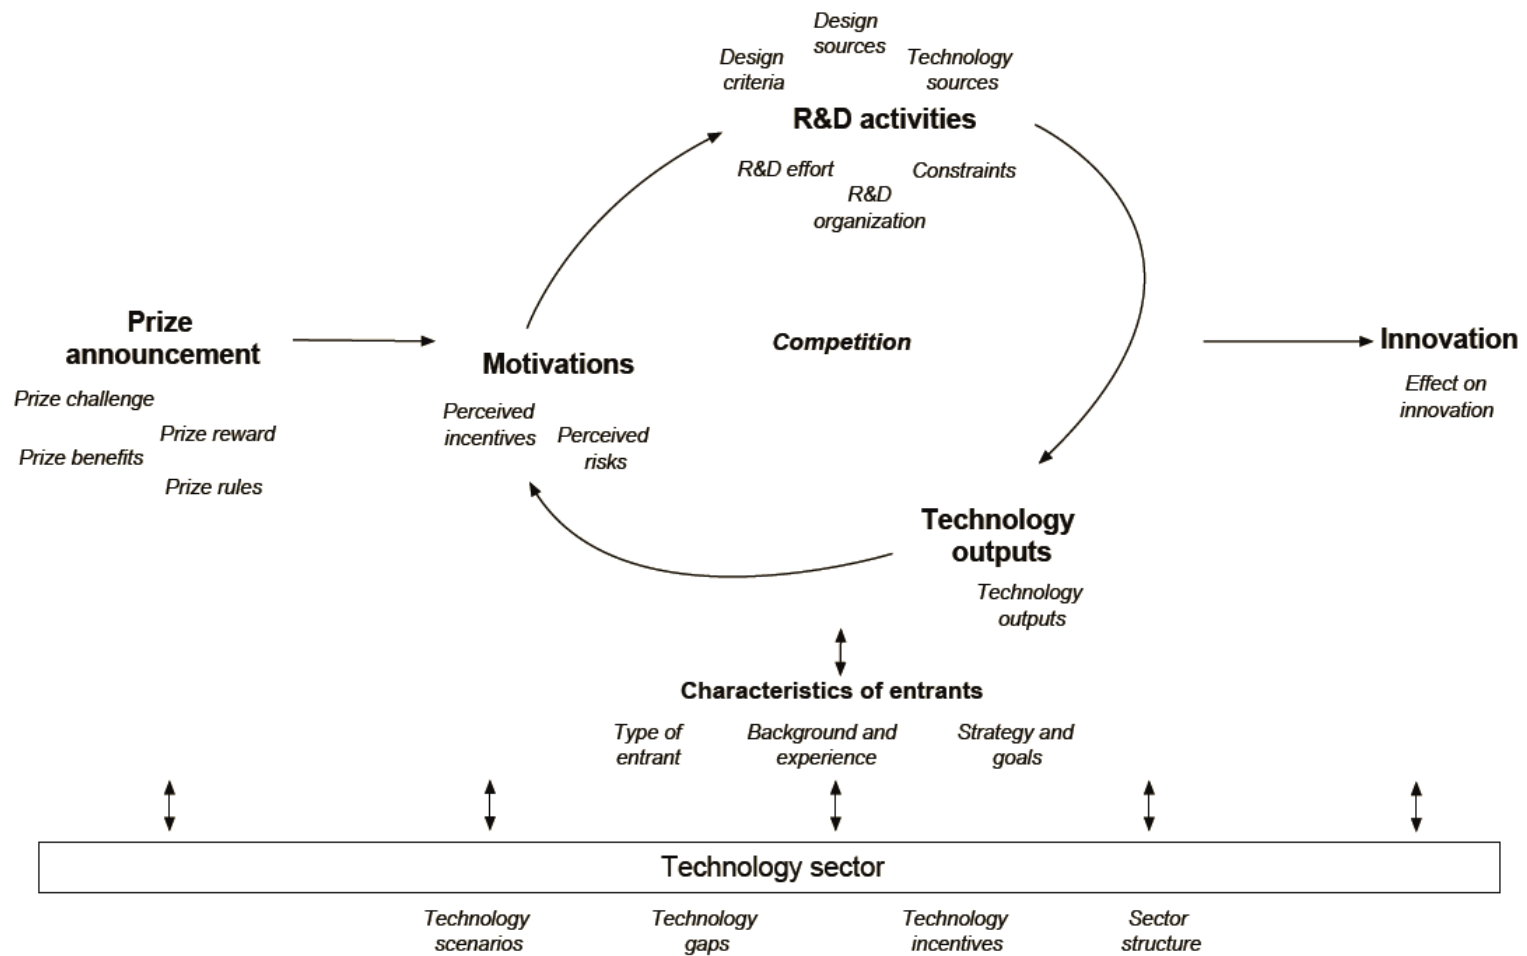 Design
sources
Design
criteria
Technology
sources
R&D activities
R&D effort
Constraints
R&D
organization
Prize
announcement
Prize challenge
Prize reward
Prize benefits
Prize rules
Motivations
Perceived
incentives
Perceived
risks
Competition
Innovation
Effect on
innovation
Technology
outputs
Technology
outputs
Characteristics of entrants
Type of
entrant
Background and
experience
Strategy and
goals
Technology sector
Technology
scenarios
Technology
gaps
Technology
incentives
Sector
structure